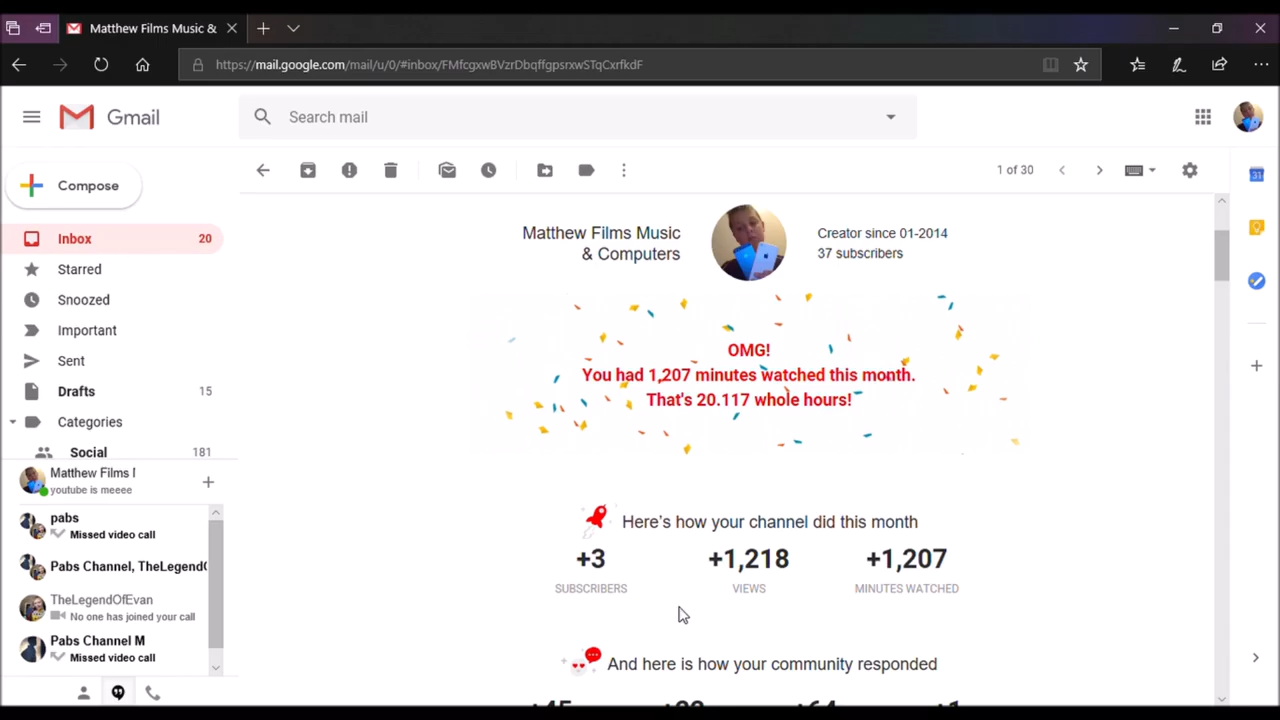 Matthew Films Music &
https://mail.google.com/mail/u/0/#inbox/FMfcgxwBVzrDbqffgpsrxwSTqCxrfkdF
Gmail
Search mail
Compose
1 of 30
Inbox 20
Starred
Snoozed
Important
Sent
Drafts 15
Categories
Social 181
Matthew Films I
youtube is meeee
pabs
Missed video call
Pabs Channel, TheLegendO
TheLegendOfEvan
No one has joined your call
Pabs Channel M
Missed video call
Matthew Films Music
& Computers
Creator since 01-2014
37 subscribers
OMG!
You had 1,207 minutes watched this month.
That's 20.117 whole hours!
Here's how your channel did this month
+3 +1,218 +1,207
SUBSCRIBERS VIEWS MINUTES WATCHED
And here is how your community responded
31